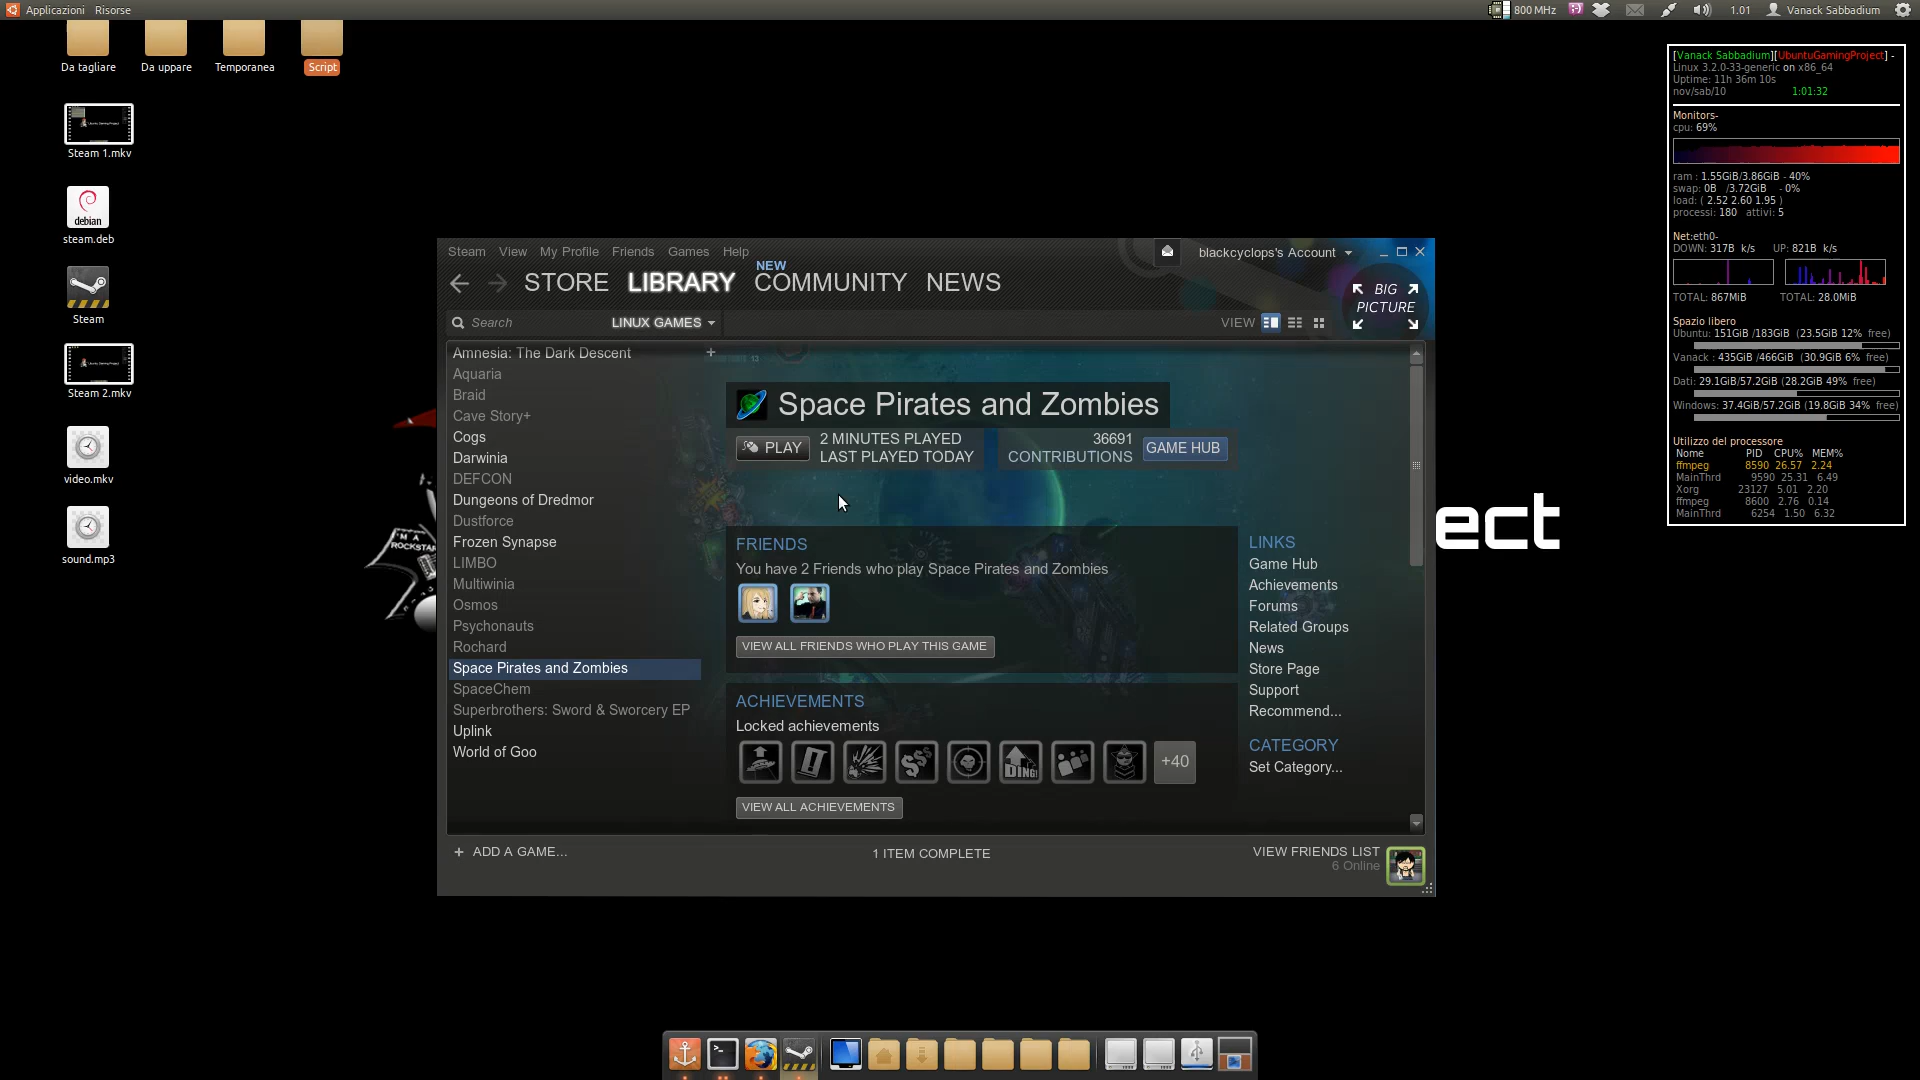 Applicazioni Risorse
800 MHz 1.01 Vanack Sabbadium
Da tagliare
Da uppare
Temporanea
Script
Steam 1.mkv
debian
steam.deb
Steam
Steam 2.mkv
video.mkv
sound.mp3
I'M A
ROCKSTAR
ect
Steam View My Profile Friends Games Help
blackcyclops's Account
STORE LIBRARY COMMUNITY NEWS
NEW
BIG
PICTURE
Search LINUX GAMES VIEW
Amnesia: The Dark Descent
Aquaria
Braid
Cave Story+
Cogs
Darwinia
DEFCON
Dungeons of Dredmor
Dustforce
Frozen Synapse
LIMBO
Multiwinia
Osmos
Psychonauts
Rochard
Space Pirates and Zombies
SpaceChem
Superbrothers: Sword & Sworcery EP
Uplink
World of Goo
13
Space Pirates and Zombies
PLAY
2 MINUTES PLAYED
LAST PLAYED TODAY
36691
CONTRIBUTIONS
GAME HUB
FRIENDS
You have 2 Friends who play Space Pirates and Zombies
VIEW ALL FRIENDS WHO PLAY THIS GAME
ACHIEVEMENTS
Locked achievements
$$$
DING!
+40
VIEW ALL ACHIEVEMENTS
LINKS
Game Hub
Achievements
Forums
Related Groups
News
Store Page
Support
Recommend...
CATEGORY
Set Category...
+ ADD A GAME...
1 ITEM COMPLETE
VIEW FRIENDS LIST
6 Online
[Vanack Sabbadium][UbuntuGamingProject] -
Linux 3.2.0-33-generic on x86_64
Uptime: 11h 36m 10s
nov/sab/10 1:01:32
Monitors-
cpu: 69%
ram : 1.55GiB/3.86GiB - 40%
swap: 0B /3.72GiB - 0%
load: ( 2.52 2.60 1.95 )
processi: 180 attivi: 5
Net:eth0-
DOWN: 317B k/s UP: 821B k/s
TOTAL: 867MiB TOTAL: 28.0MiB
Spazio libero
Ubuntu: 151GiB /183GiB (23.5GiB 12% free)
Vanack : 435GiB /466GiB (30.9GiB 6% free)
Dati: 29.1GiB/57.2GiB (28.2GiB 49% free)
Windows: 37.4GiB/57.2GiB (19.8GiB 34% free)
Utilizzo del processore
Nome PID CPU% MEM%
ffmpeg 8590 26.57 2.24
MainThrd 9590 25.31 6.49
Xorg 23127 5.01 2.20
ffmpeg 8600 2.76 0.14
MainThrd 6254 1.50 6.32